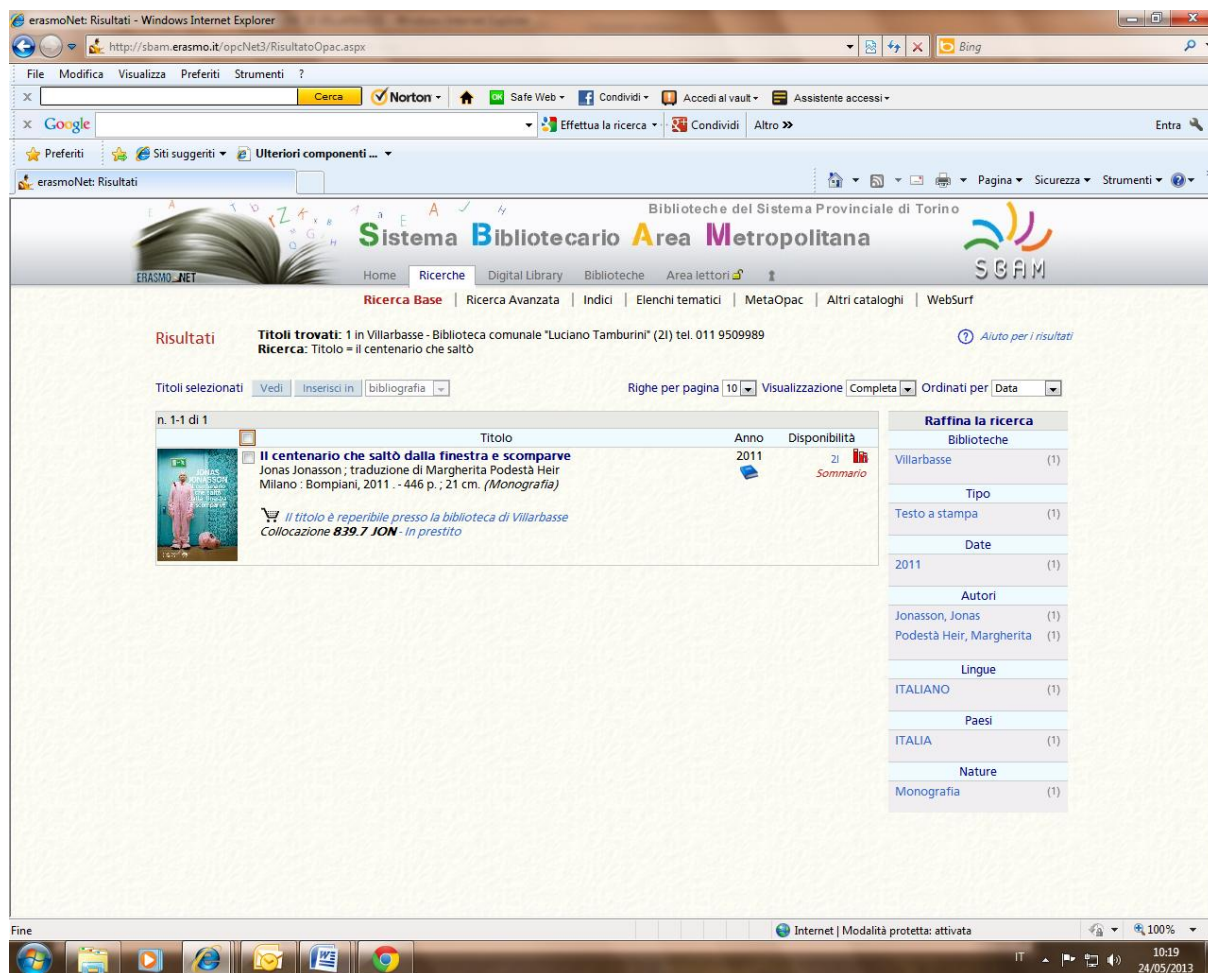 erasmoNet: Risultati - Windows Internet Explorer
http://sbam.erasmo.it/opcNet3/RisultatoOpac.aspx
Bing
File Modifica Visualizza Preferiti Strumenti ?
x Cerca Norton OK Safe Web Condividi Accedi al vault Assistente accessi
x Google Effettua la ricerca Condividi Altro >> Entra
Preferiti Siti suggeriti Ulteriori componenti ...
erasmoNet: Risultati Pagina Sicurezza Strumenti
Biblioteche del Sistema Provinciale di Torino
Sistema Bibliotecario Area Metropolitana
ERASMO_NET
SBAM
Home Ricerche Digital Library Biblioteche Area lettori
Ricerca Base | Ricerca Avanzata | Indici | Elenchi tematici | MetaOpac | Altri cataloghi | WebSurf
Risultati
Titoli trovati: 1 in Villarbasse - Biblioteca comunale "Luciano Tamburini" (2I) tel. 011 9509989
Ricerca: Titolo = il centenario che saltò
? Aiuto per i risultati
Titoli selezionati Vedi Inserisci in bibliografia Righe per pagina 10 Visualizzazione Completa Ordinati per Data
n. 1-1 di 1
Titolo Anno Disponibilità
Il centenario che saltò dalla finestra e scomparve 2011 2I
Jonas Jonasson ; traduzione di Margherita Podestà Heir Sommario
Milano : Bompiani, 2011 . - 446 p. ; 21 cm. (Monografia)
Il titolo è reperibile presso la biblioteca di Villarbasse
Collocazione 839.7 JON - In prestito
JONAS
JONASSON
Raffina la ricerca
Biblioteche
Villarbasse (1)
Tipo
Testo a stampa (1)
Date
2011 (1)
Autori
Jonasson, Jonas (1)
Podestà Heir, Margherita (1)
Lingue
ITALIANO (1)
Paesi
ITALIA (1)
Nature
Monografia (1)
Fine Internet | Modalità protetta: attivata 100%
IT 10:19
24/05/2013